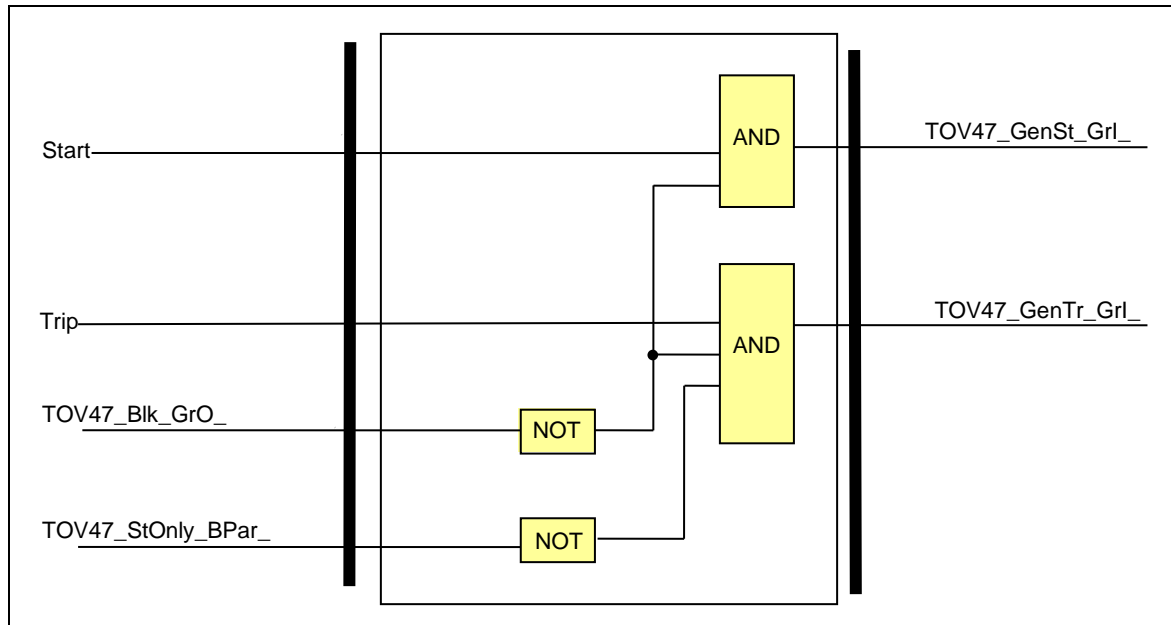 AND
TOV47_GenSt_GrI_
Start
AND
TOV47_GenTr_GrI_
Trip
TOV47_Blk_GrO_
NOT
TOV47_StOnly_BPar_
NOT